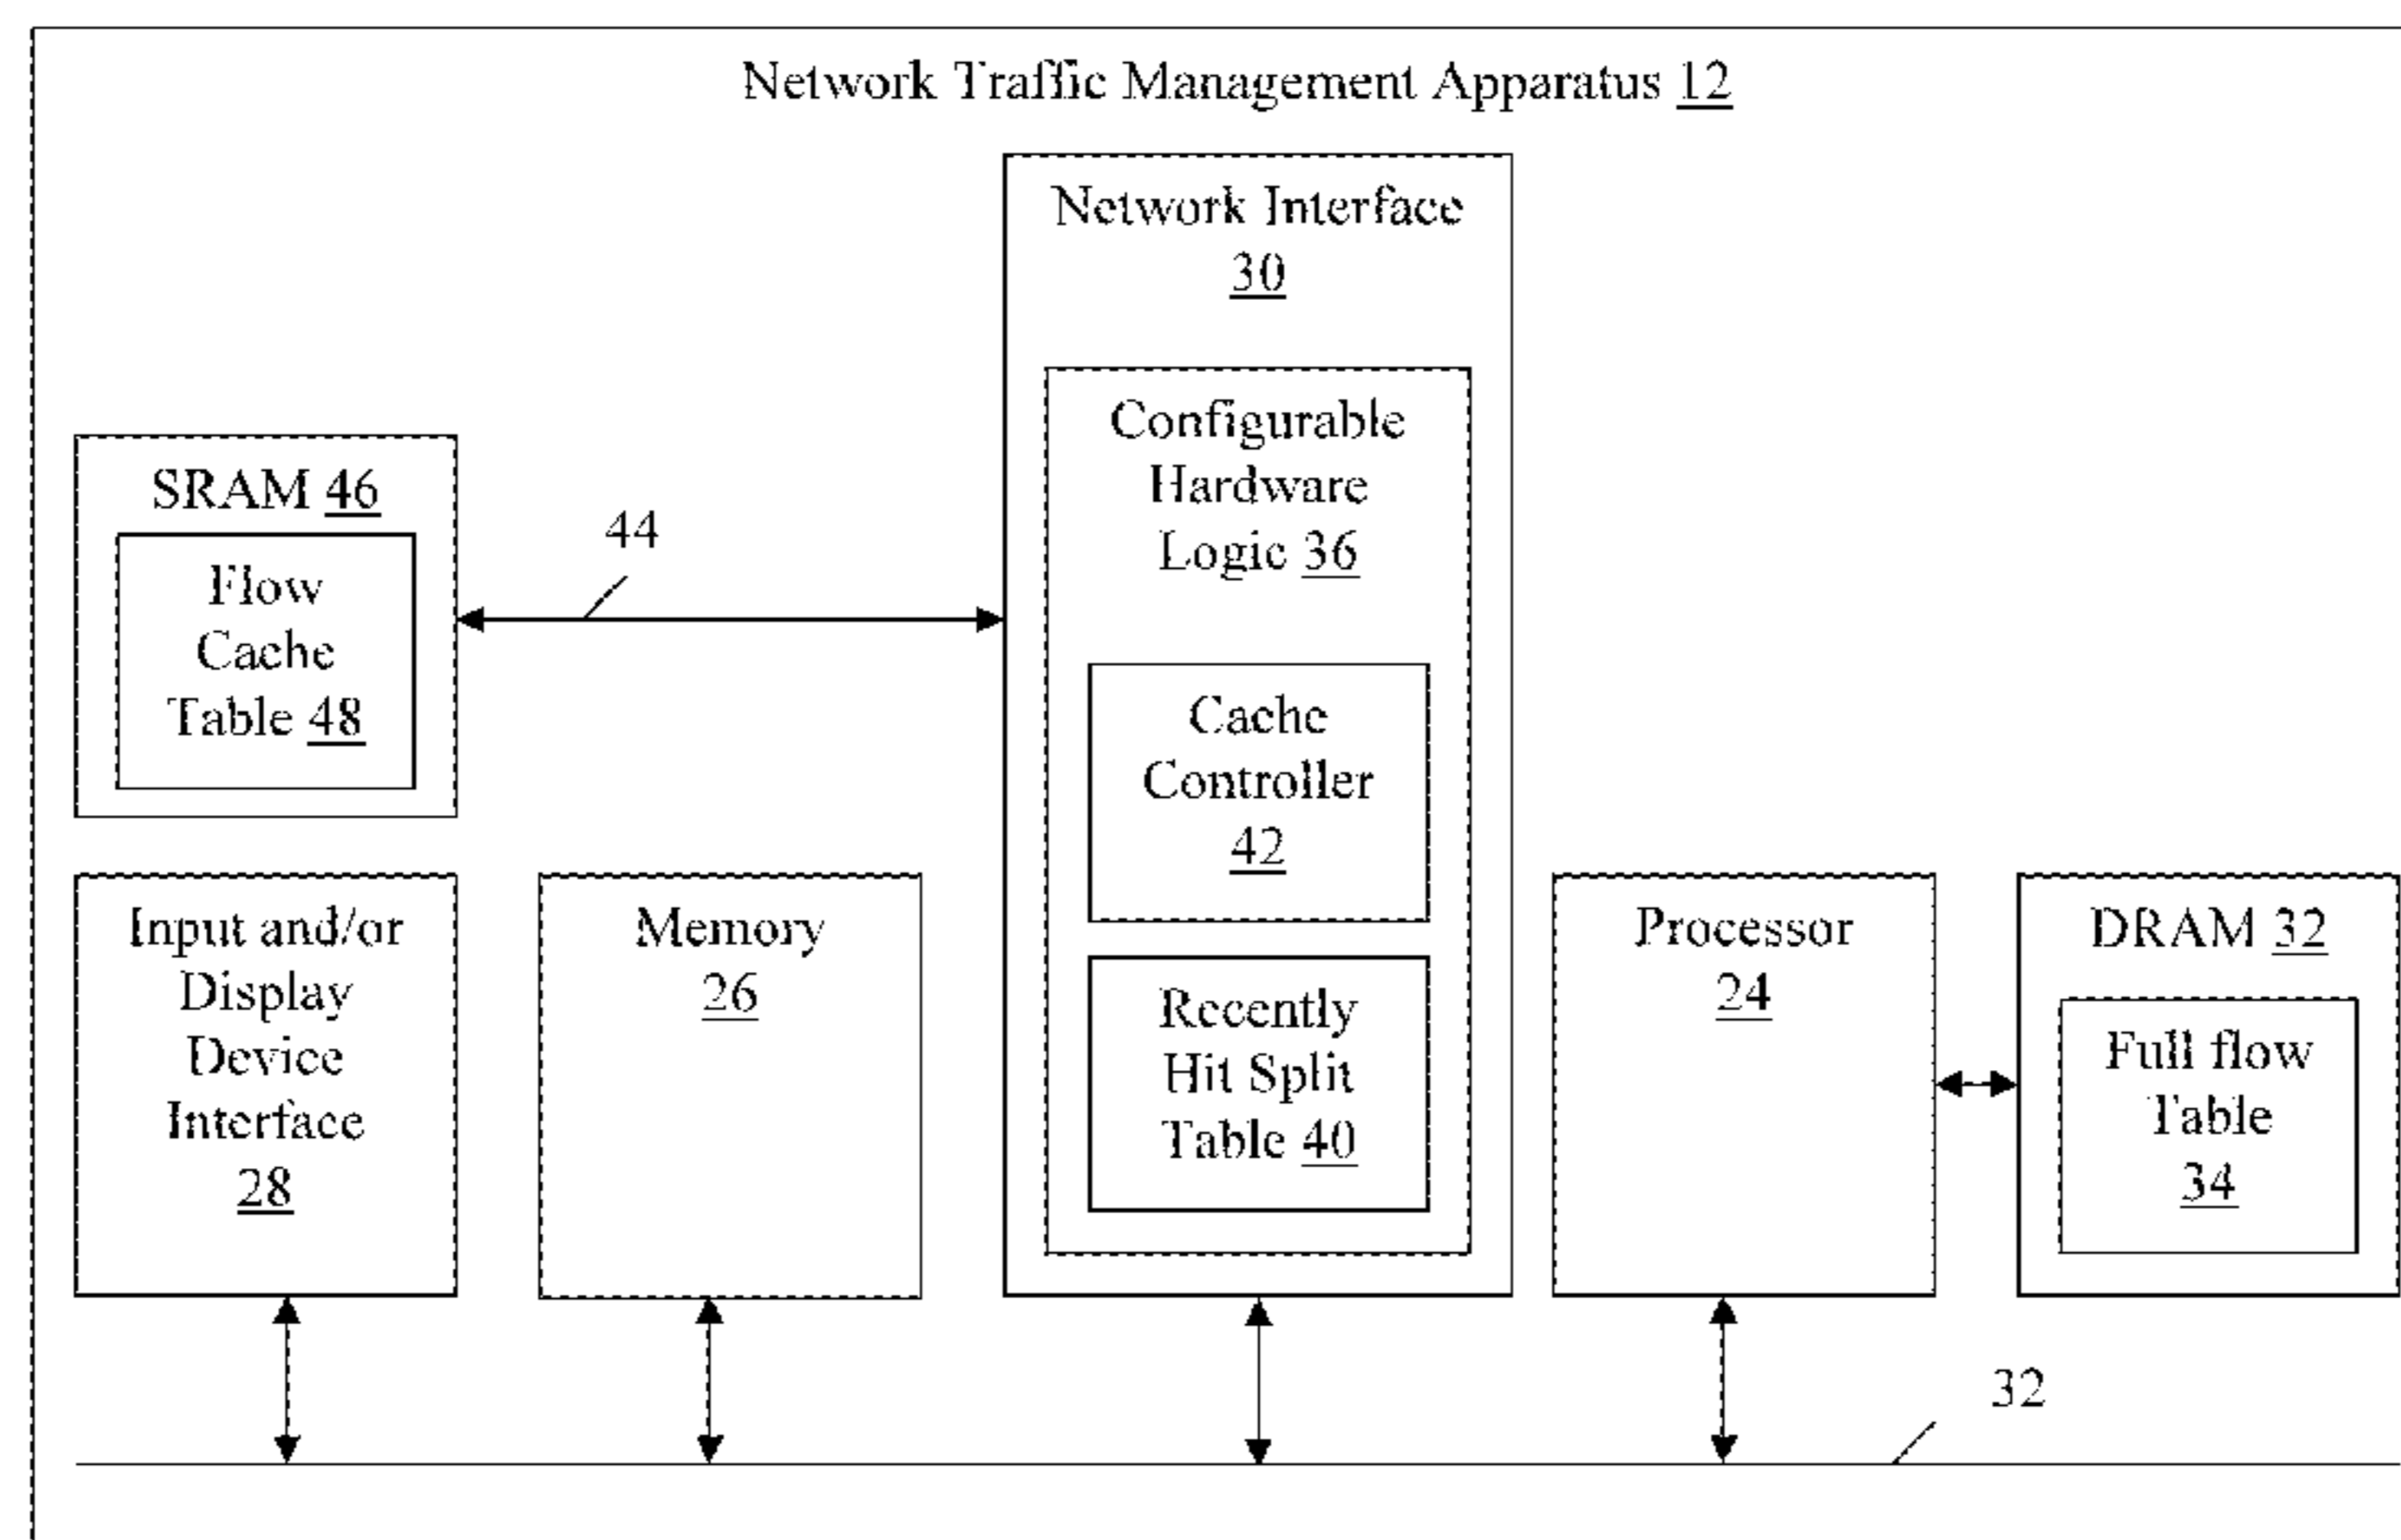 Network Traffic Management Apparatus 12
Network Interface
30
Configurable
Hardware
Logic 36
SRAM 46
Flow
Cache
Table 48
44
Cache
Controller
42
Recently
Hit Split
Table 40
Input and/or
Display
Device
Interface
28
Memory
26
Processor
24
DRAM 32
Full flow
Table
34
32